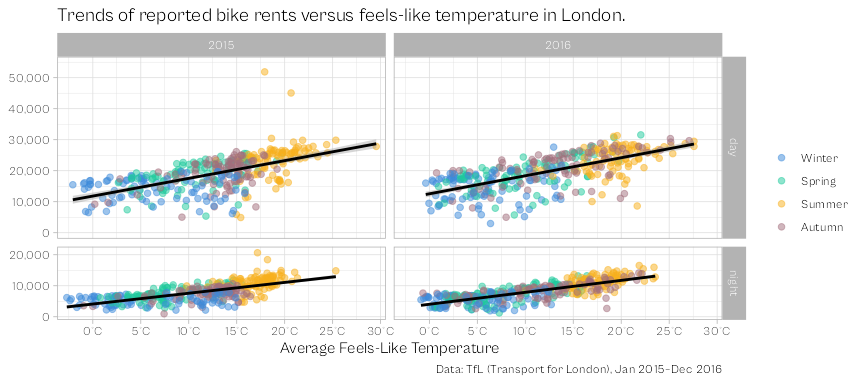 Trends of reported bike rents versus feels-like temperature in London.
2015 2016
50,000
40,000
30,000
20,000
10,000
0
day
Winter
Spring
Summer
Autumn
20,000
10,000
0
night
0°C 5°C 10°C 15°C 20°C 25°C 30°C 0°C 5°C 10°C 15°C 20°C 25°C 30°C
Average Feels-Like Temperature
Data: TfL (Transport for London), Jan 2015–Dec 2016